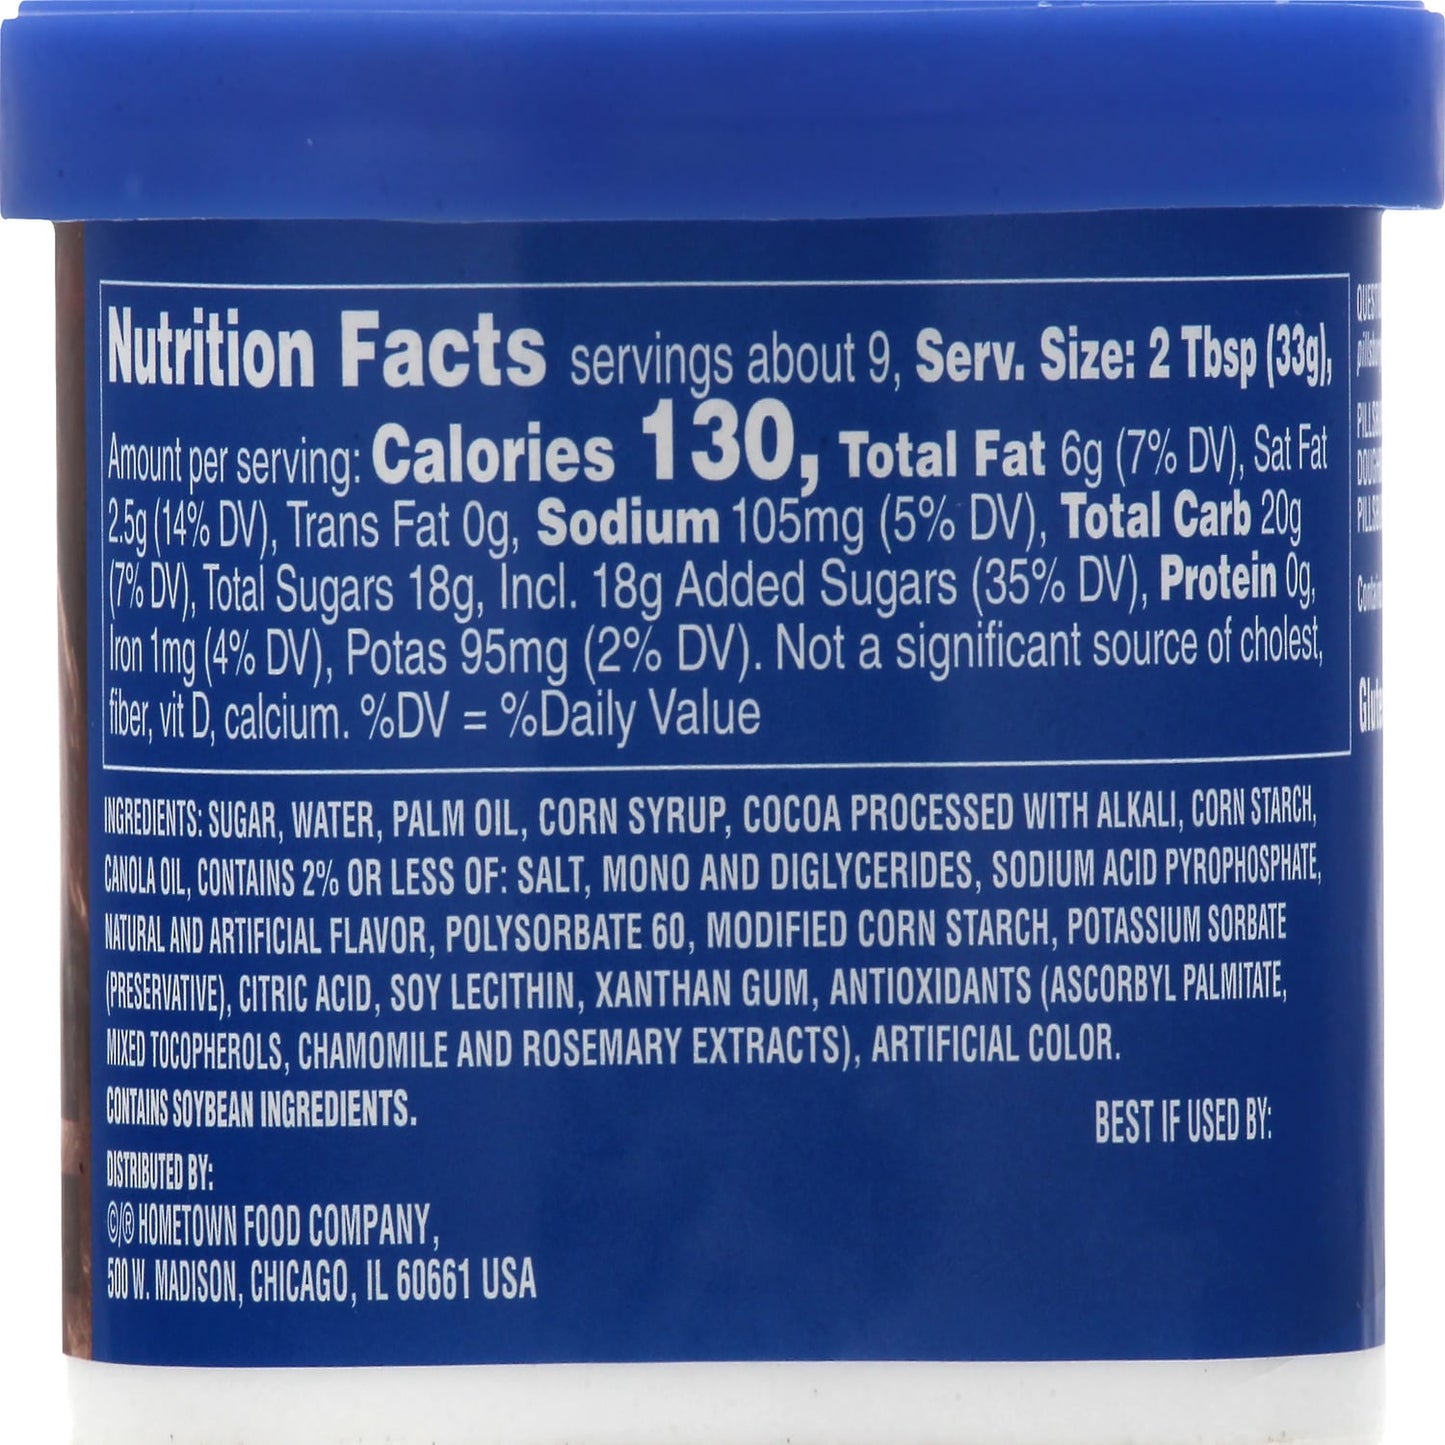 Nutrition Facts servings about 9, Serv. Size: 2 Tbsp (33g),
Amount per serving: Calories 130, Total Fat 6g (7% DV), Sat Fat
2.5g (14% DV), Trans Fat 0g, Sodium 105mg (5% DV), Total Carb 20g
(7% DV), Total Sugars 18g, Incl. 18g Added Sugars (35% DV), Protein 0g,
Iron 1mg (4% DV), Potas 95mg (2% DV). Not a significant source of cholest,
fiber, vit D, calcium. %DV = %Daily Value
INGREDIENTS: SUGAR, WATER, PALM OIL, CORN SYRUP, COCOA PROCESSED WITH ALKALI, CORN STARCH,
CANOLA OIL, CONTAINS 2% OR LESS OF: SALT, MONO AND DIGLYCERIDES, SODIUM ACID PYROPHOSPHATE,
NATURAL AND ARTIFICIAL FLAVOR, POLYSORBATE 60, MODIFIED CORN STARCH, POTASSIUM SORBATE
(PRESERVATIVE), CITRIC ACID, SOY LECITHIN, XANTHAN GUM, ANTIOXIDANTS (ASCORBYL PALMITATE,
MIXED TOCOPHEROLS, CHAMOMILE AND ROSEMARY EXTRACTS), ARTIFICIAL COLOR.
CONTAINS SOYBEAN INGREDIENTS.
BEST IF USED BY:
DISTRIBUTED BY:
©/® HOMETOWN FOOD COMPANY,
500 W. MADISON, CHICAGO, IL 60661 USA